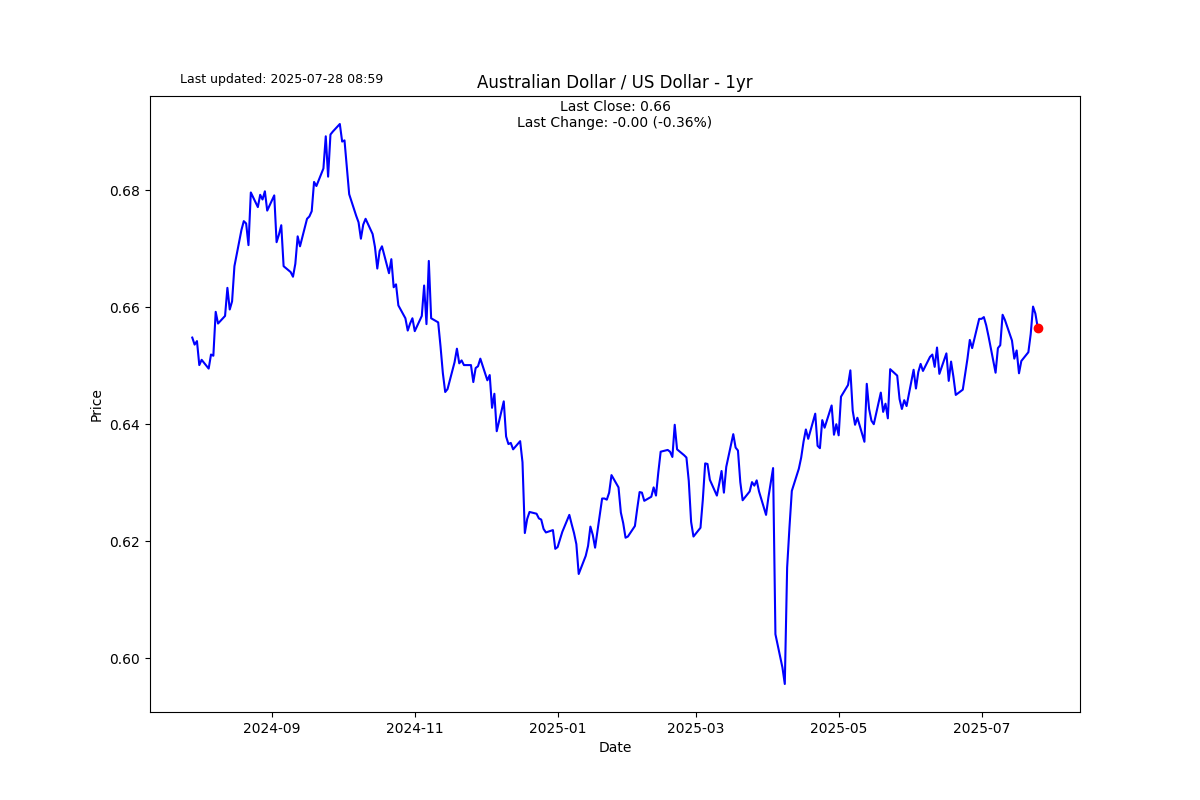 Last updated: 2025-07-28 08:59
Australian Dollar / US Dollar - 1yr
Last Close: 0.66
Last Change: -0.00 (-0.36%)
Price
0.68
0.66
0.64
0.62
0.60
2024-09 2024-11 2025-01 2025-03 2025-05 2025-07
Date